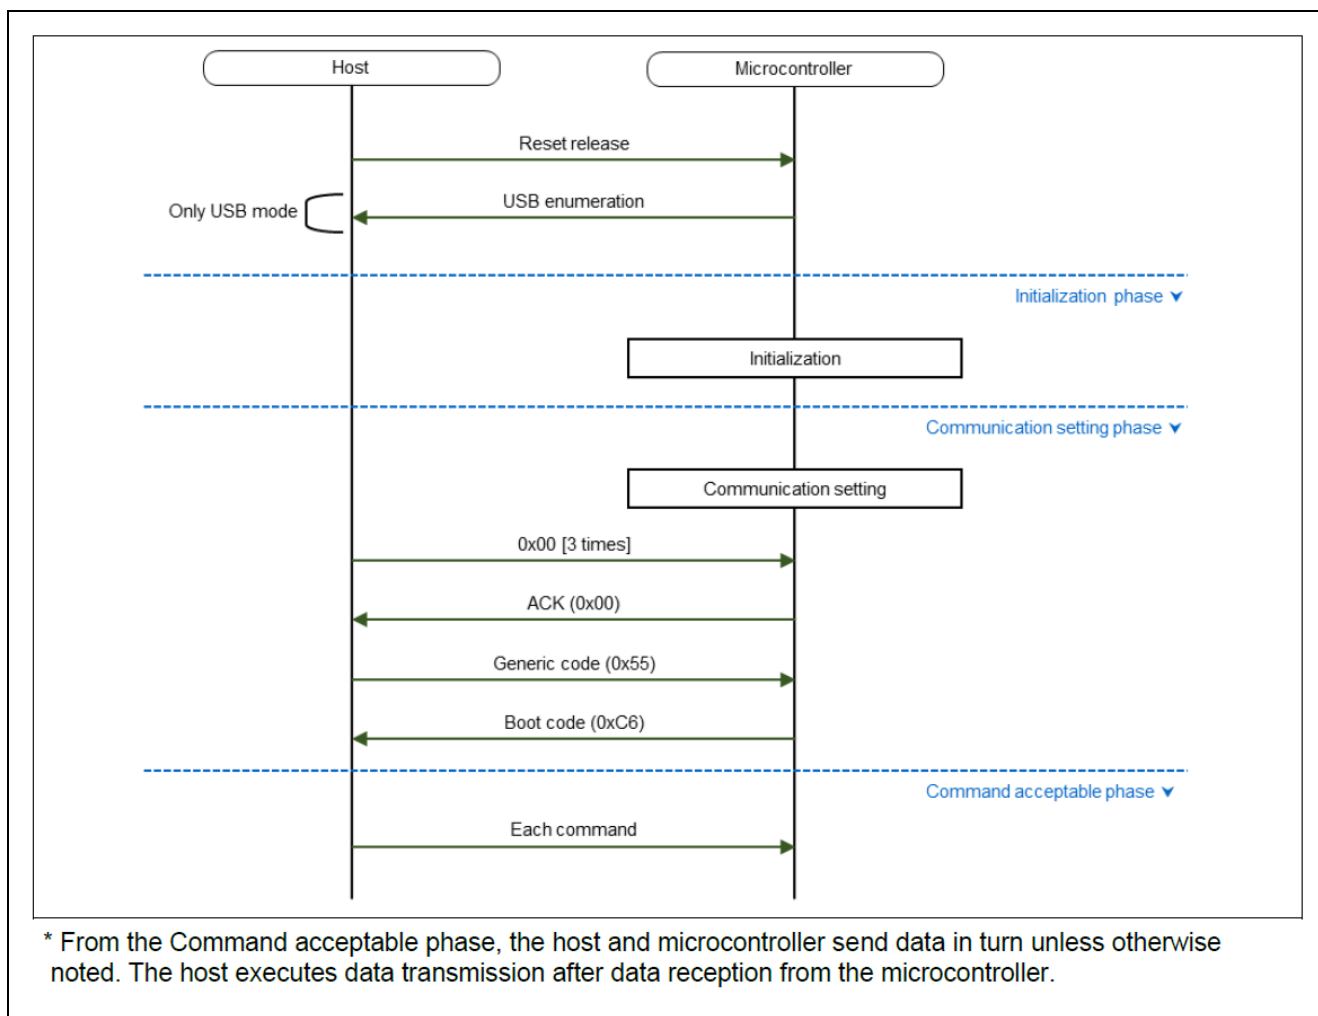 Host
Microcontroller
Reset release
Only USB mode
USB enumeration
Initialization phase
Initialization
Communication setting phase
Communication setting
0x00 [3 times]
ACK (0x00)
Generic code (0x55)
Boot code (0xC6)
Command acceptable phase
Each command
* From the Command acceptable phase, the host and microcontroller send data in turn unless otherwise
noted. The host executes data transmission after data reception from the microcontroller.